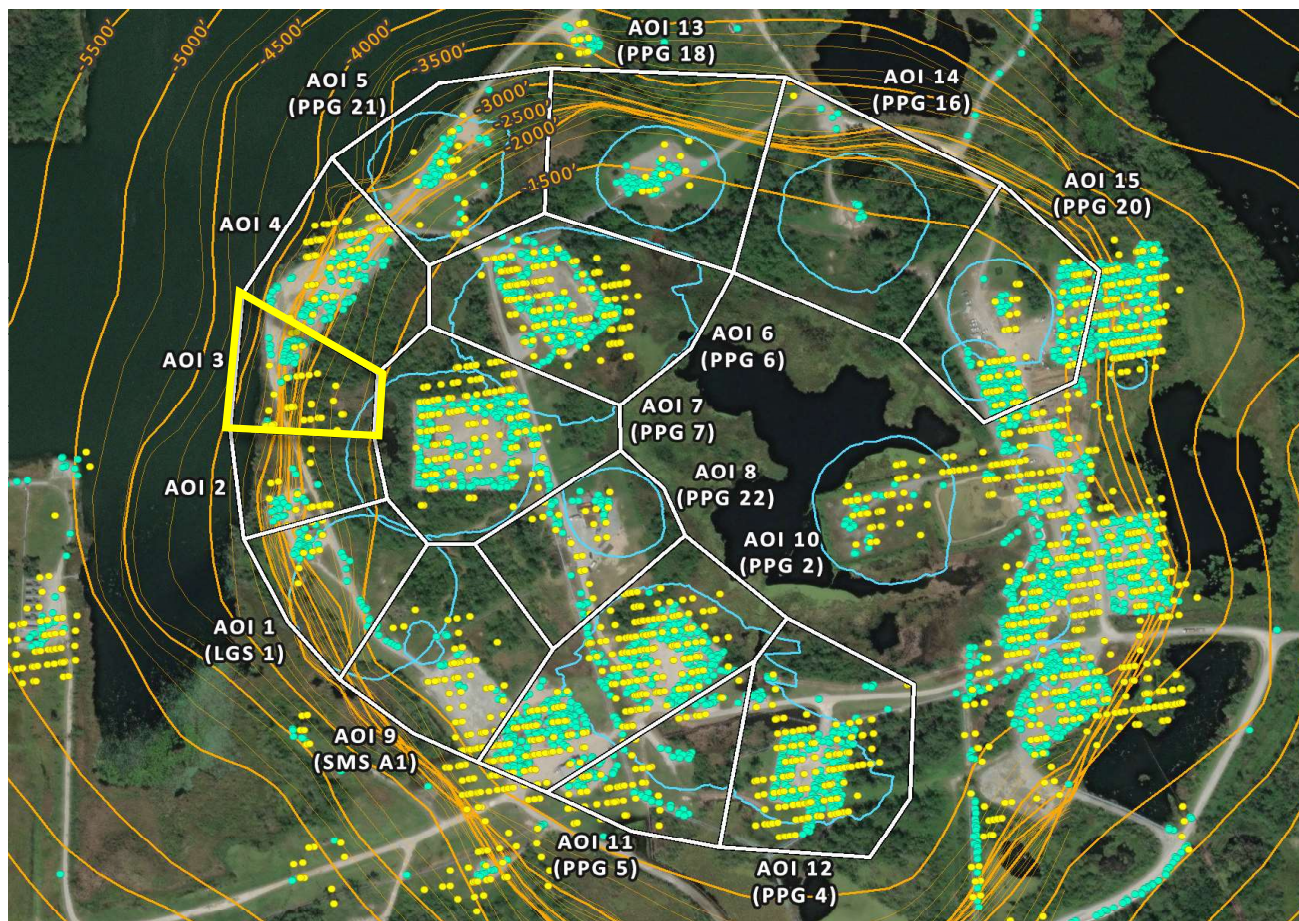 -5500'
-5000'
-4500'
-4000'
-3500'
-3000'
-2500'
-2000'
-1500'
AOI 13
(PPG 18)
AOI 14
(PPG 16)
AOI 5
(PPG 21)
AOI 15
(PPG 20)
AOI 4
AOI 3
AOI 6
(PPG 6)
AOI 7
(PPG 7)
AOI 2
AOI 8
(PPG 22)
AOI 10
(PPG 2)
AOI 1
(LGS 1)
AOI 9
(SMS A1)
AOI 11
(PPG 5)
AOI 12
(PPG 4)